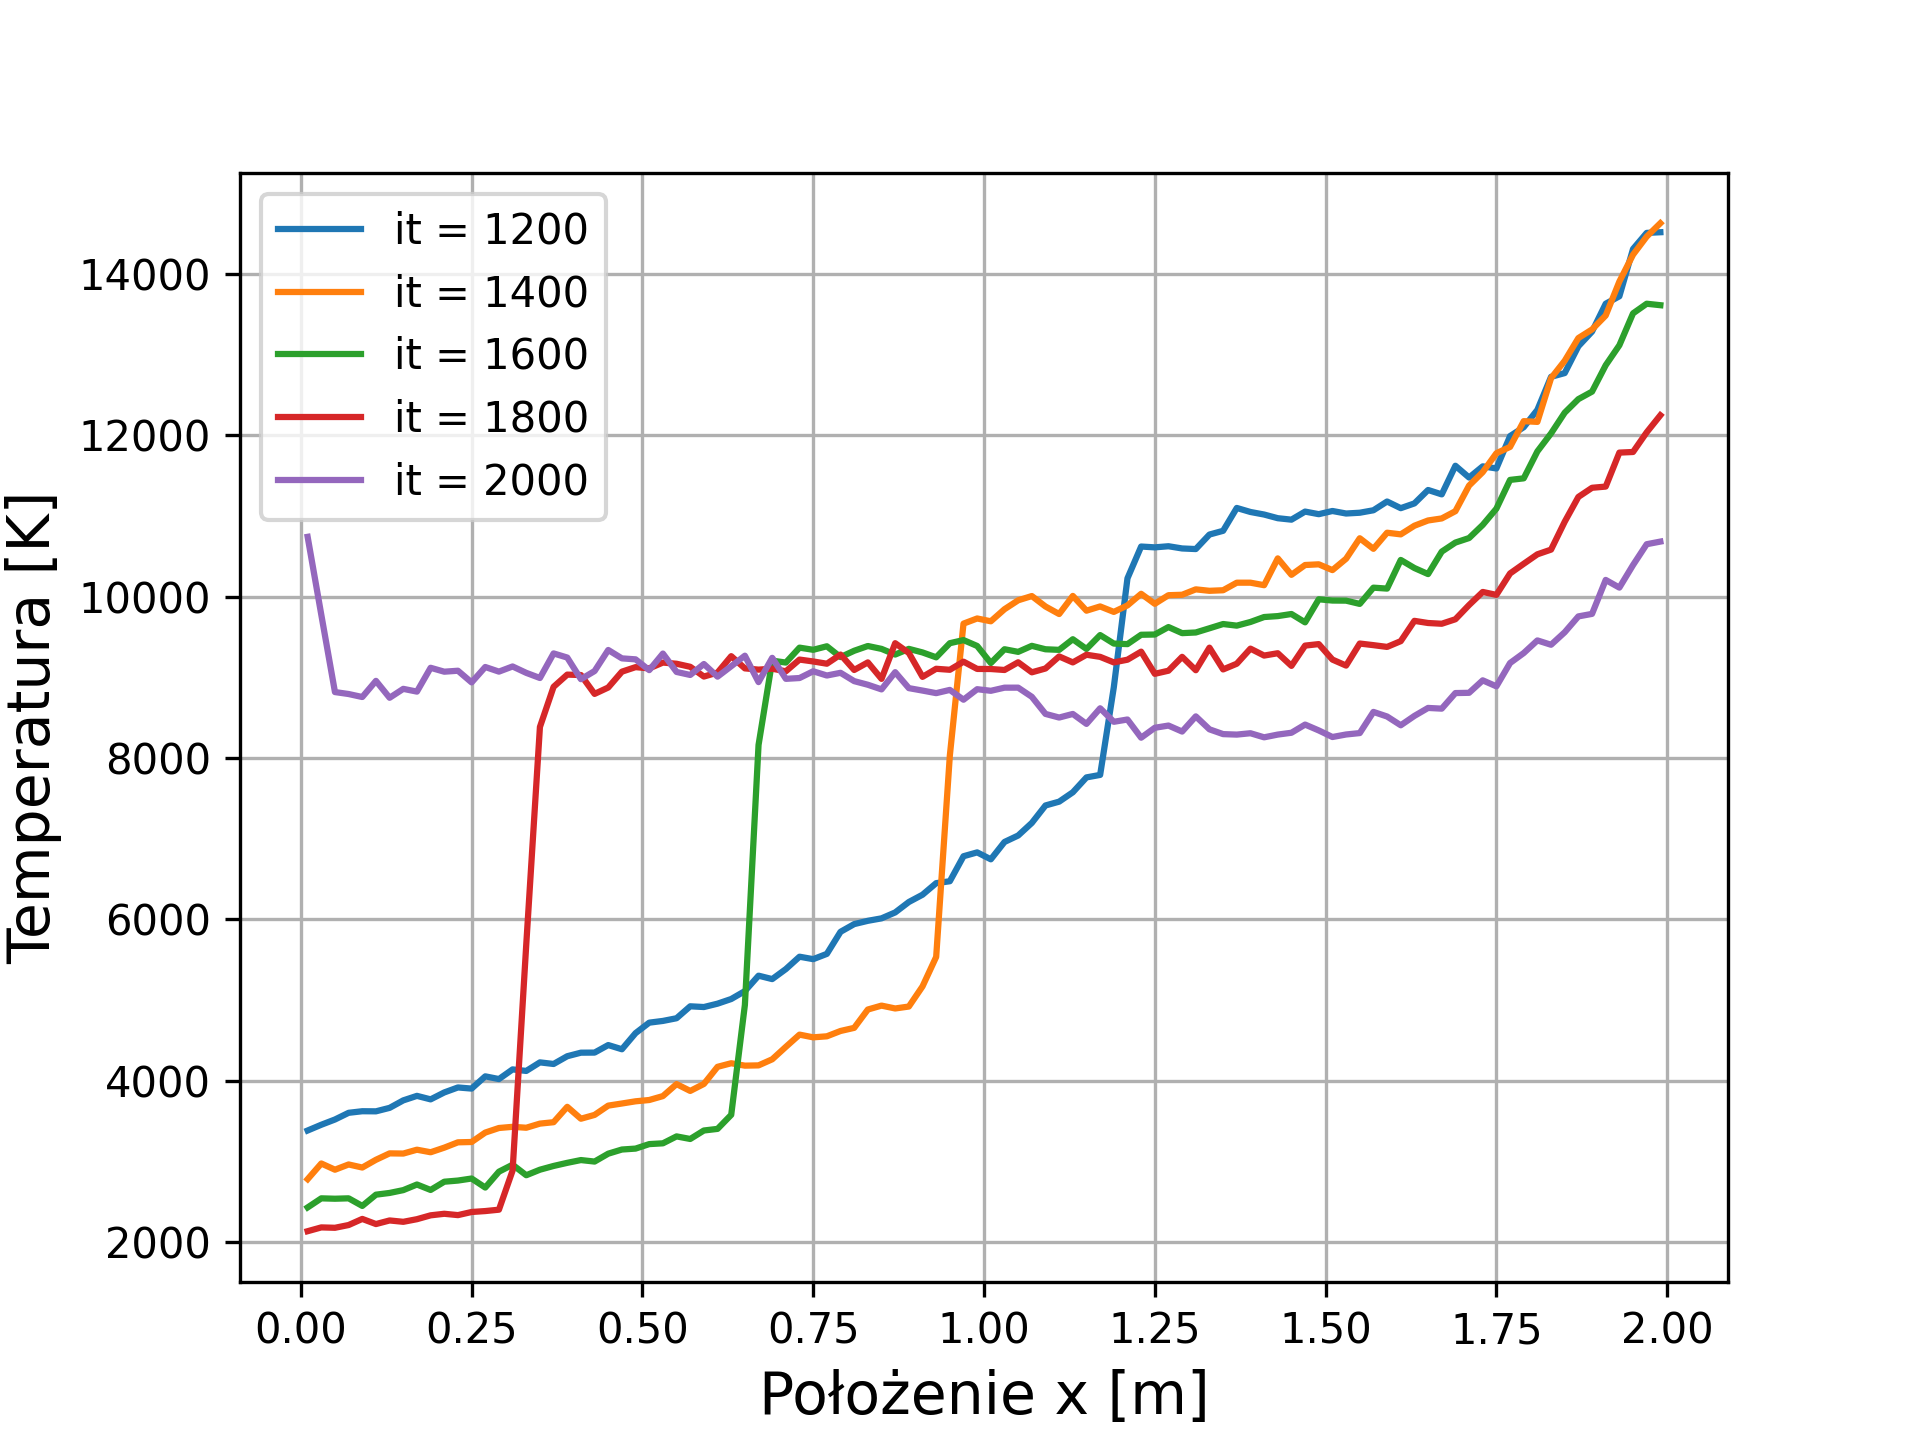 it = 1200
it = 1400
it = 1600
it = 1800
it = 2000
Temperatura [K]
14000
12000
10000
8000
6000
4000
2000
0.00 0.25 0.50 0.75 1.00 1.25 1.50 1.75 2.00
Położenie x [m]